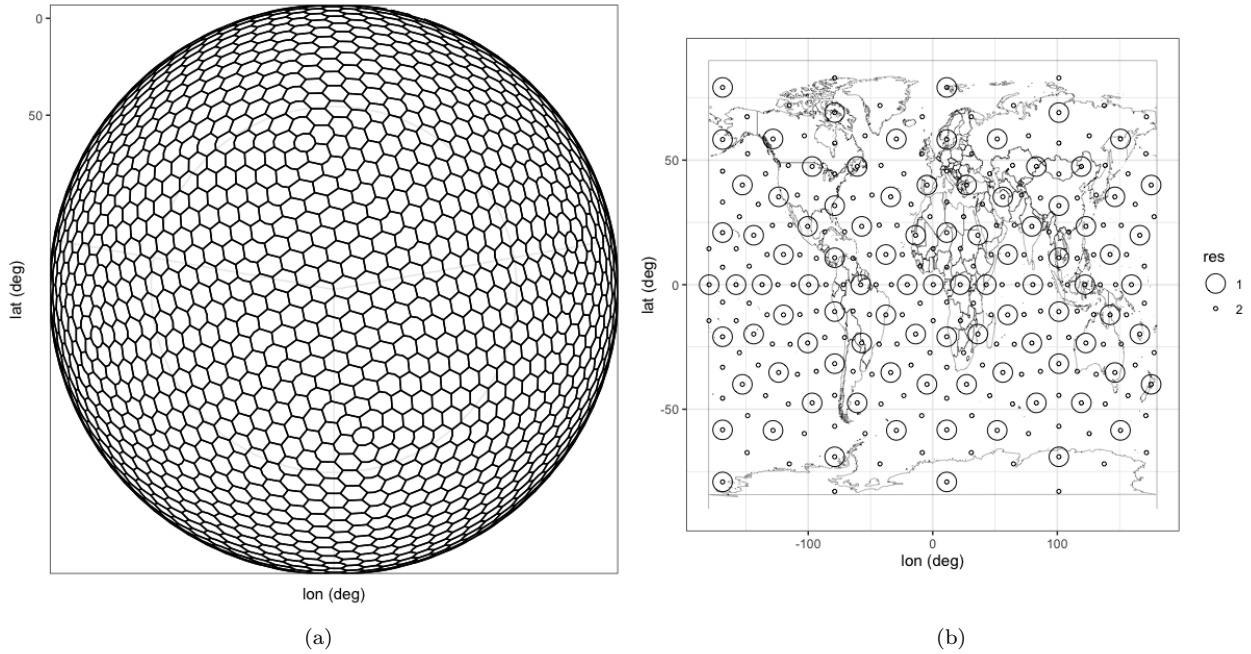 0
50
lat (deg)
lon (deg)
(a)
50
0
-50
lat (deg)
-100
0
100
lon (deg)
res
1
2
(b)